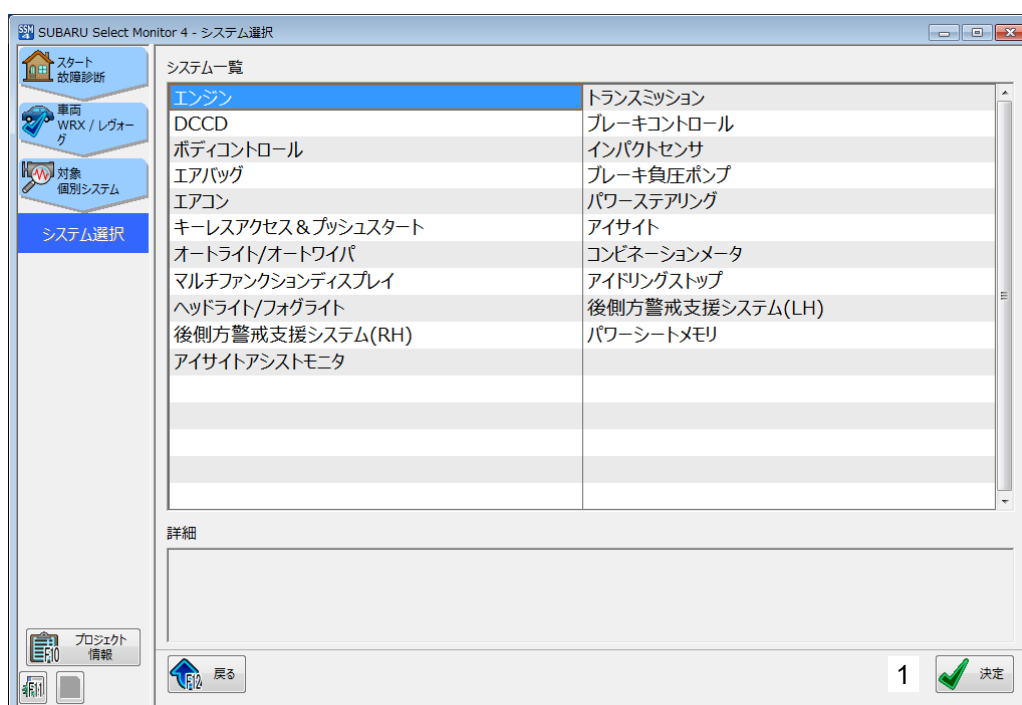 SSM 4 SUBARU Select Monitor 4 - システム選択
スタート
故障診断
車両
WRX / レヴォー
グ
対象
個別システム
システム選択
システム一覧
エンジン トランスミッション
DCCD ブレーキコントロール
ボディコントロール インパクトセンサ
エアバッグ ブレーキ負圧ポンプ
エアコン パワーステアリング
キーレスアクセス＆プッシュスタート アイサイト
オートライト/オートワイパ コンビネーションメータ
マルチファンクションディスプレイ アイドリングストップ
ヘッドライト/フォグライト 後側方警戒支援システム(LH)
後側方警戒支援システム(RH) パワーシートメモリ
アイサイトアシストモニタ
詳細
F10 プロジェクト
情報
F11
F12 戻る
1 決定